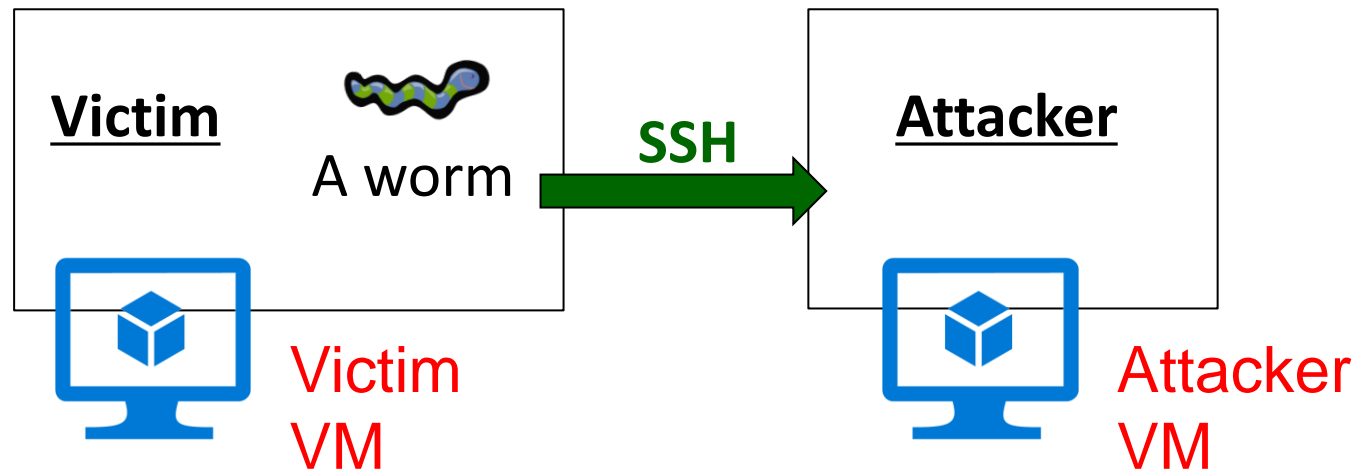 Victim
A worm
SSH
Attacker
Victim
VM
Attacker
VM